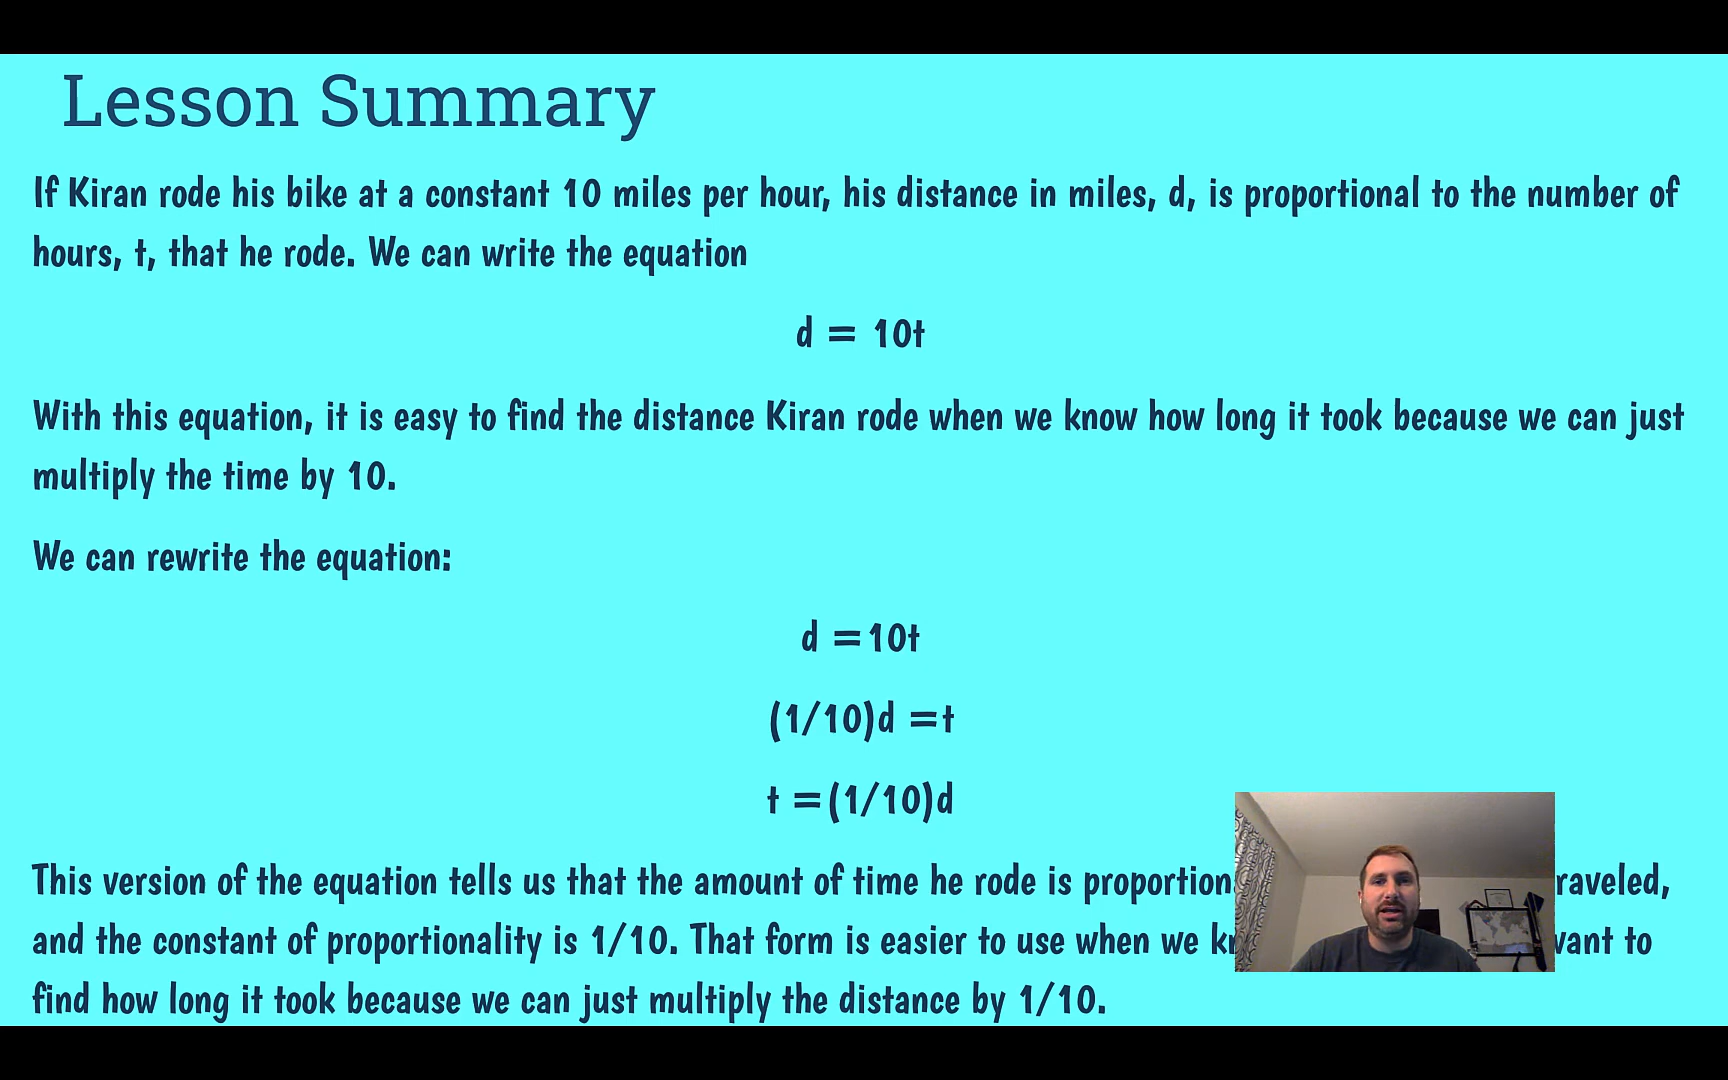 Lesson Summary
If Kiran rode his bike at a constant 10 miles per hour, his distance in miles, d, is proportional to the number of
hours, t, that he rode. We can write the equation
d = 10t
With this equation, it is easy to find the distance Kiran rode when we know how long it took because we can just
multiply the time by 10.
We can rewrite the equation:
d =10t
(1/10)d =t
t =(1/10)d
This version of the equation tells us that the amount of time he rode is
and the constant of proportionality is 1/10. That form is easier to use when we to
find how long it took because we can just multiply the distance by 1/10.